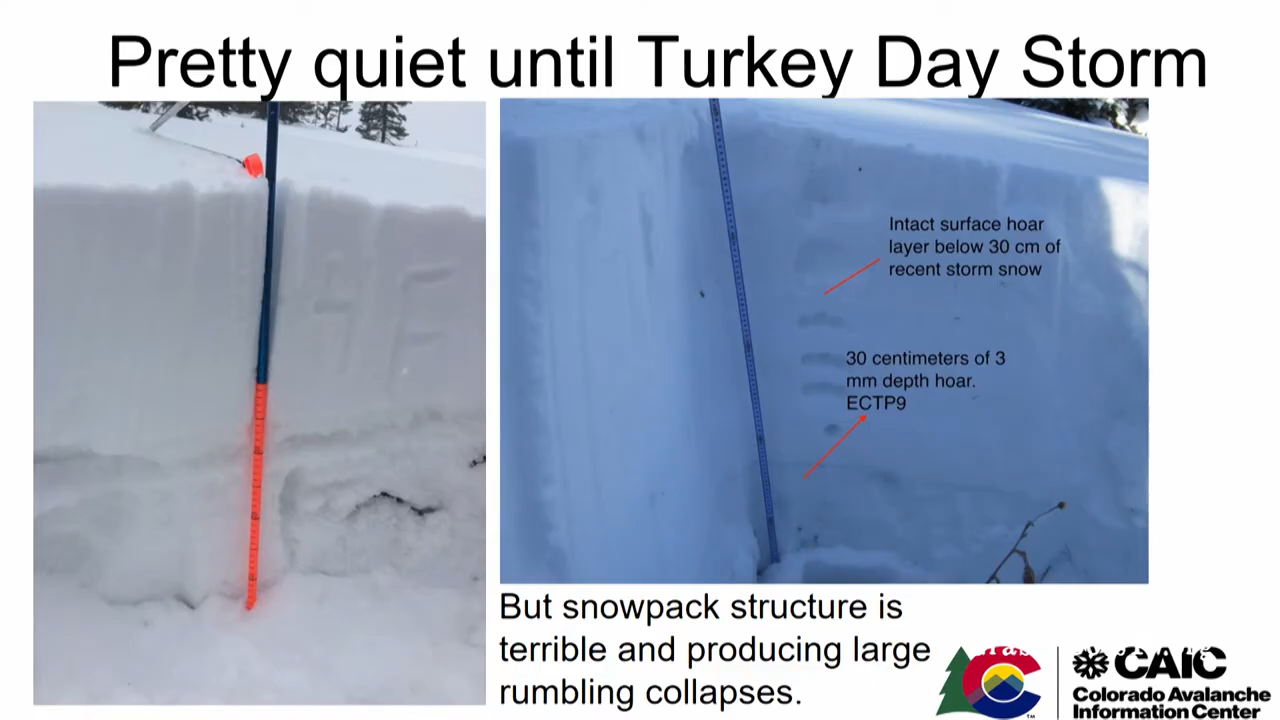 Pretty quiet until Turkey Day Storm
4F
Intact surface hoar
layer below 30 cm of
recent storm snow
30 centimeters of 3
mm depth hoar.
ECTP9
But snowpack structure is
terrible and producing large
rumbling collapses.
CAIC
Colorado Avalanche
Information Center
TM